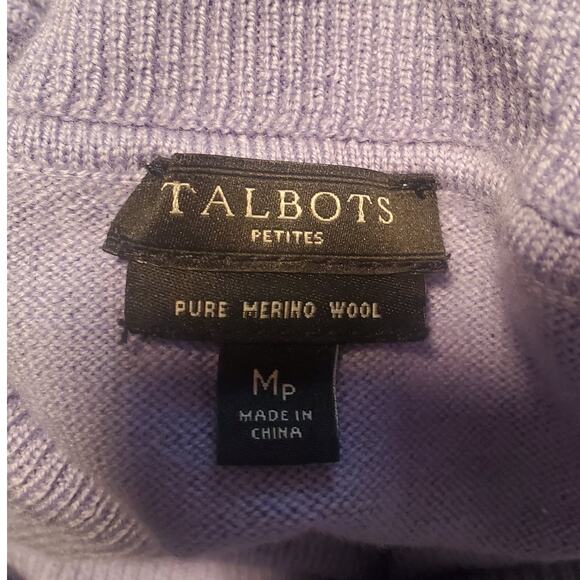 TALBOTS
PETITES
PURE MERINO WOOL
MP
MADE IN
CHINA